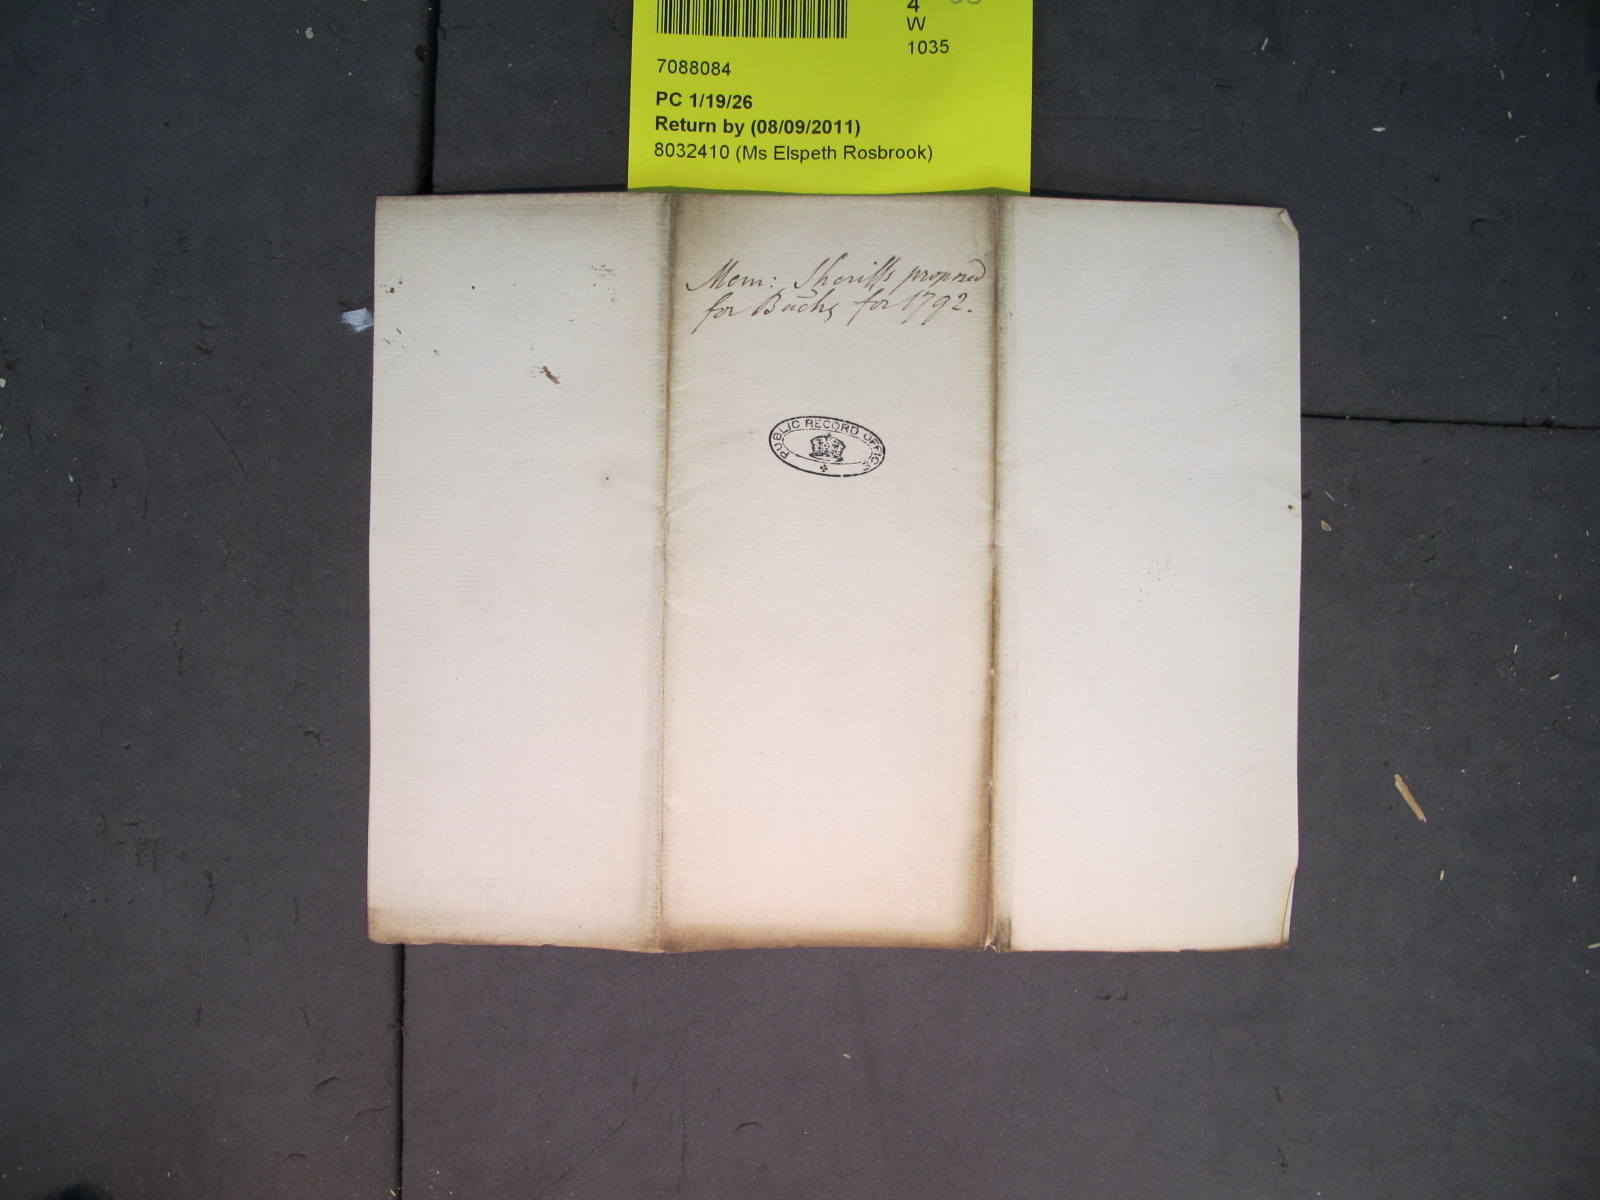 4
W
1035
7088084
PC 1/19/26
Return by (08/09/2011)
8032410 (Ms Elspeth Rosbrook)
Mem: Sheriffs proposed
for Bucks for 1792.
PUBLIC RECORD OFFICE